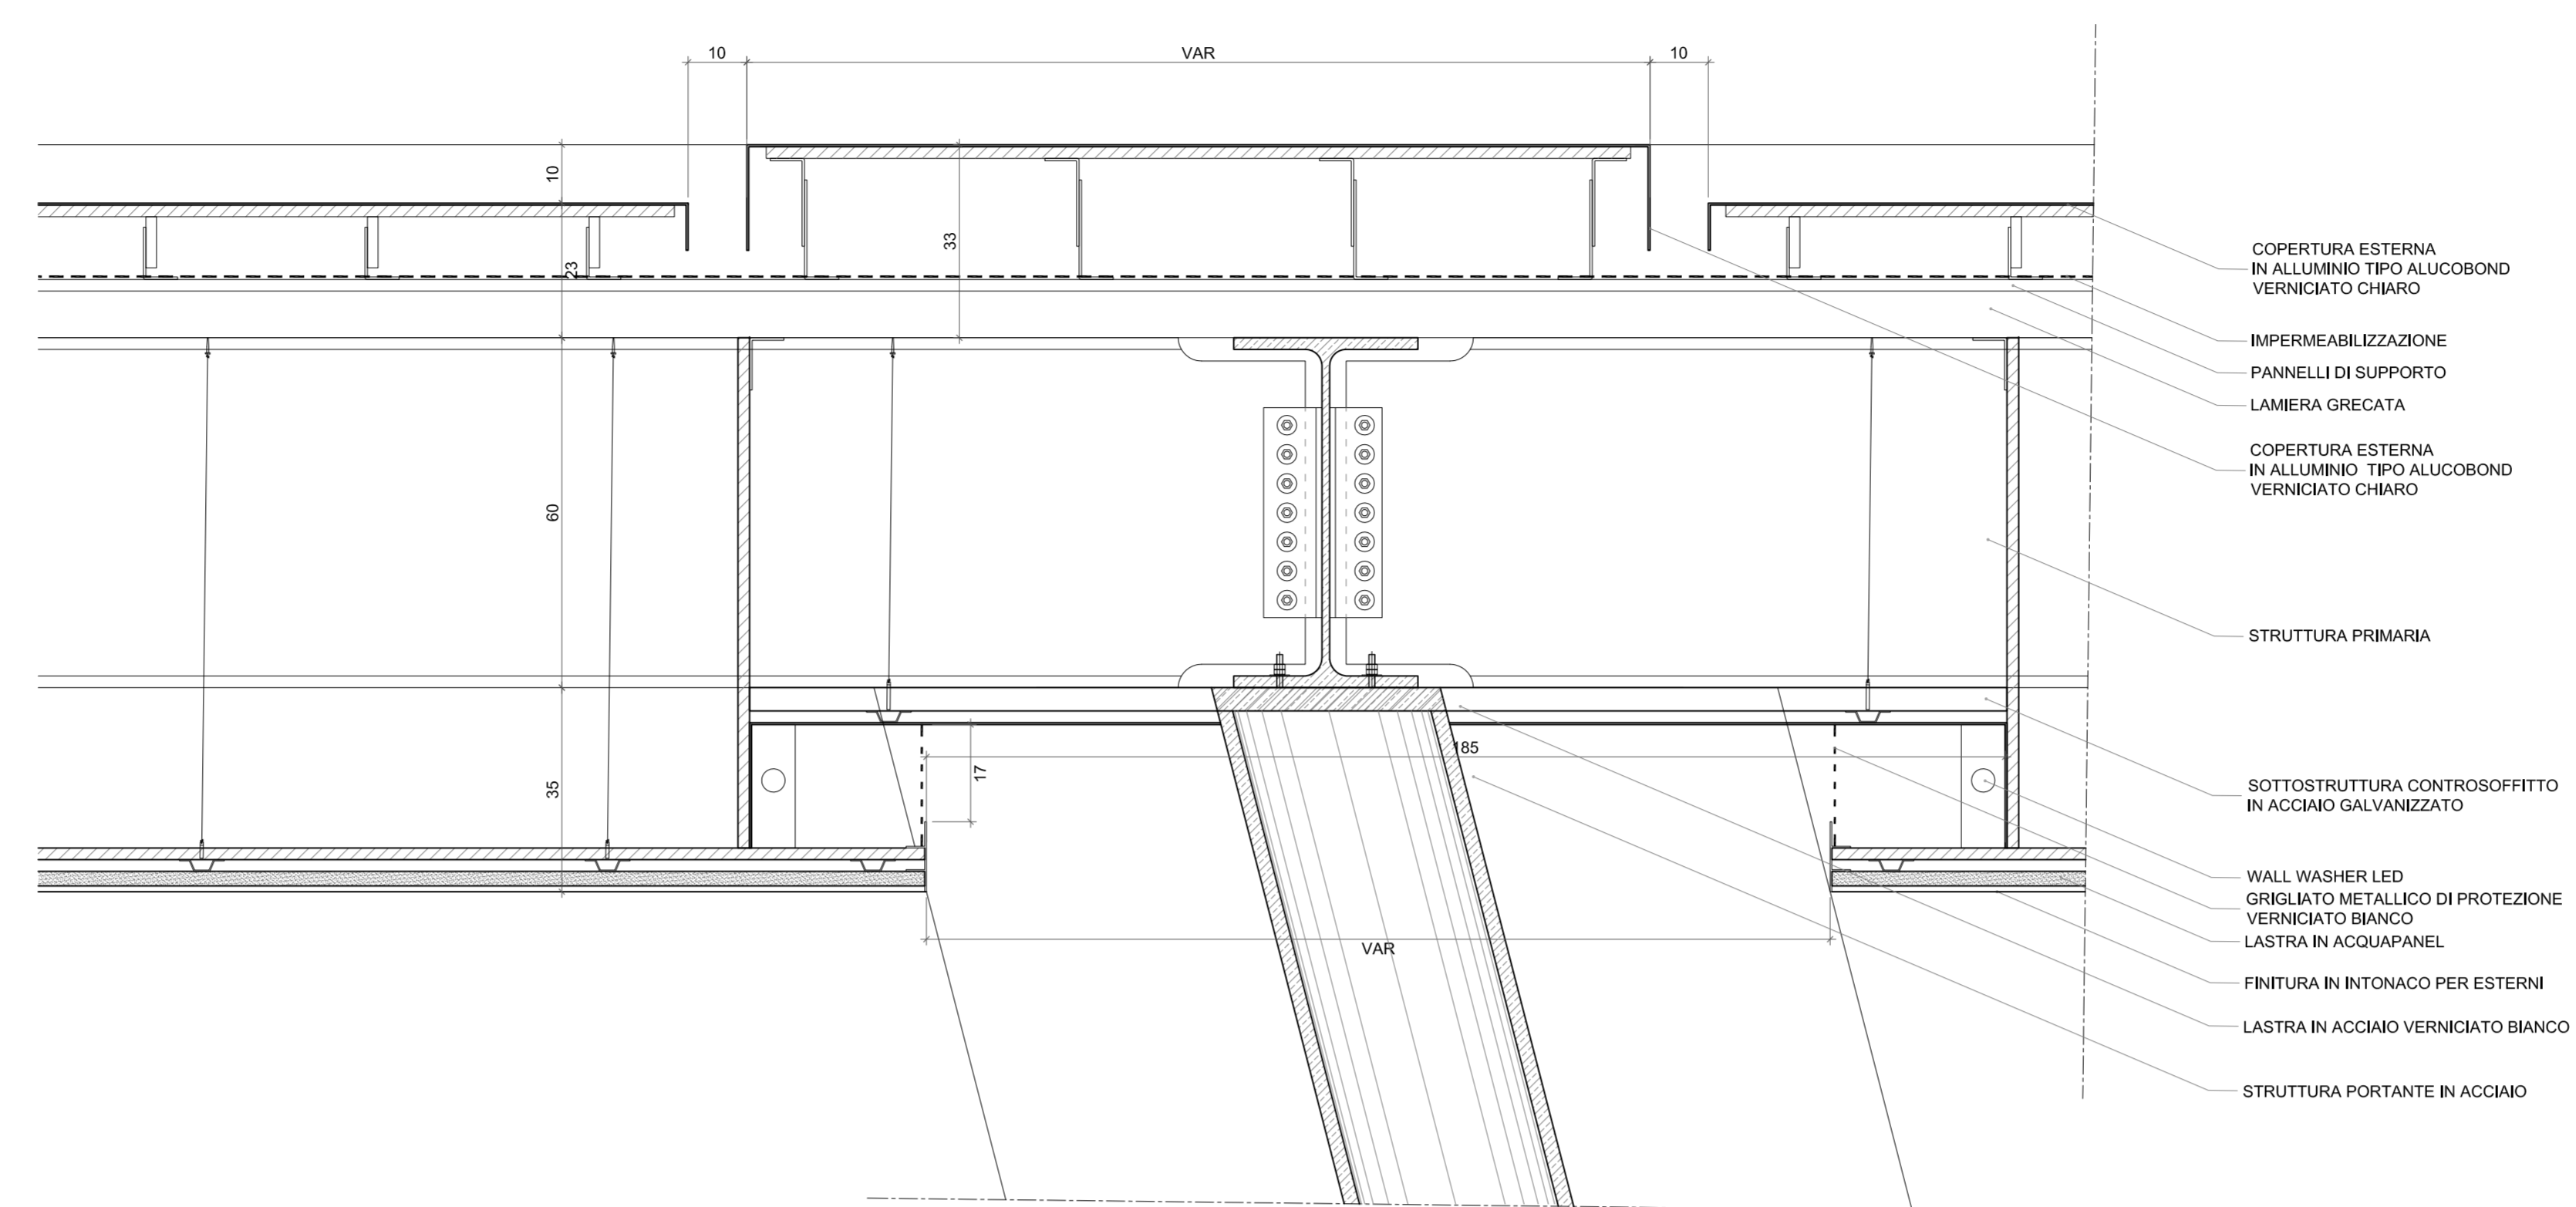 10
VAR
10
10
33
23
60
35
17
185
VAR
COPERTURA ESTERNA
IN ALLUMINIO TIPO ALUCOBOND
VERNICIATO CHIARO
IMPERMEABILIZZAZIONE
PANNELLI DI SUPPORTO
LAMIERA GRECATA
COPERTURA ESTERNA
IN ALLUMINIO TIPO ALUCOBOND
VERNICIATO CHIARO
STRUTTURA PRIMARIA
SOTTOSTRUTTURA CONTROSOFFITTO
IN ACCIAIO GALVANIZZATO
WALL WASHER LED
GRIGLIATO METALLICO DI PROTEZIONE
VERNICIATO BIANCO
LASTRA IN ACQUAPANEL
FINITURA IN INTONACO PER ESTERNI
LASTRA IN ACCIAIO VERNICIATO BIANCO
STRUTTURA PORTANTE IN ACCIAIO